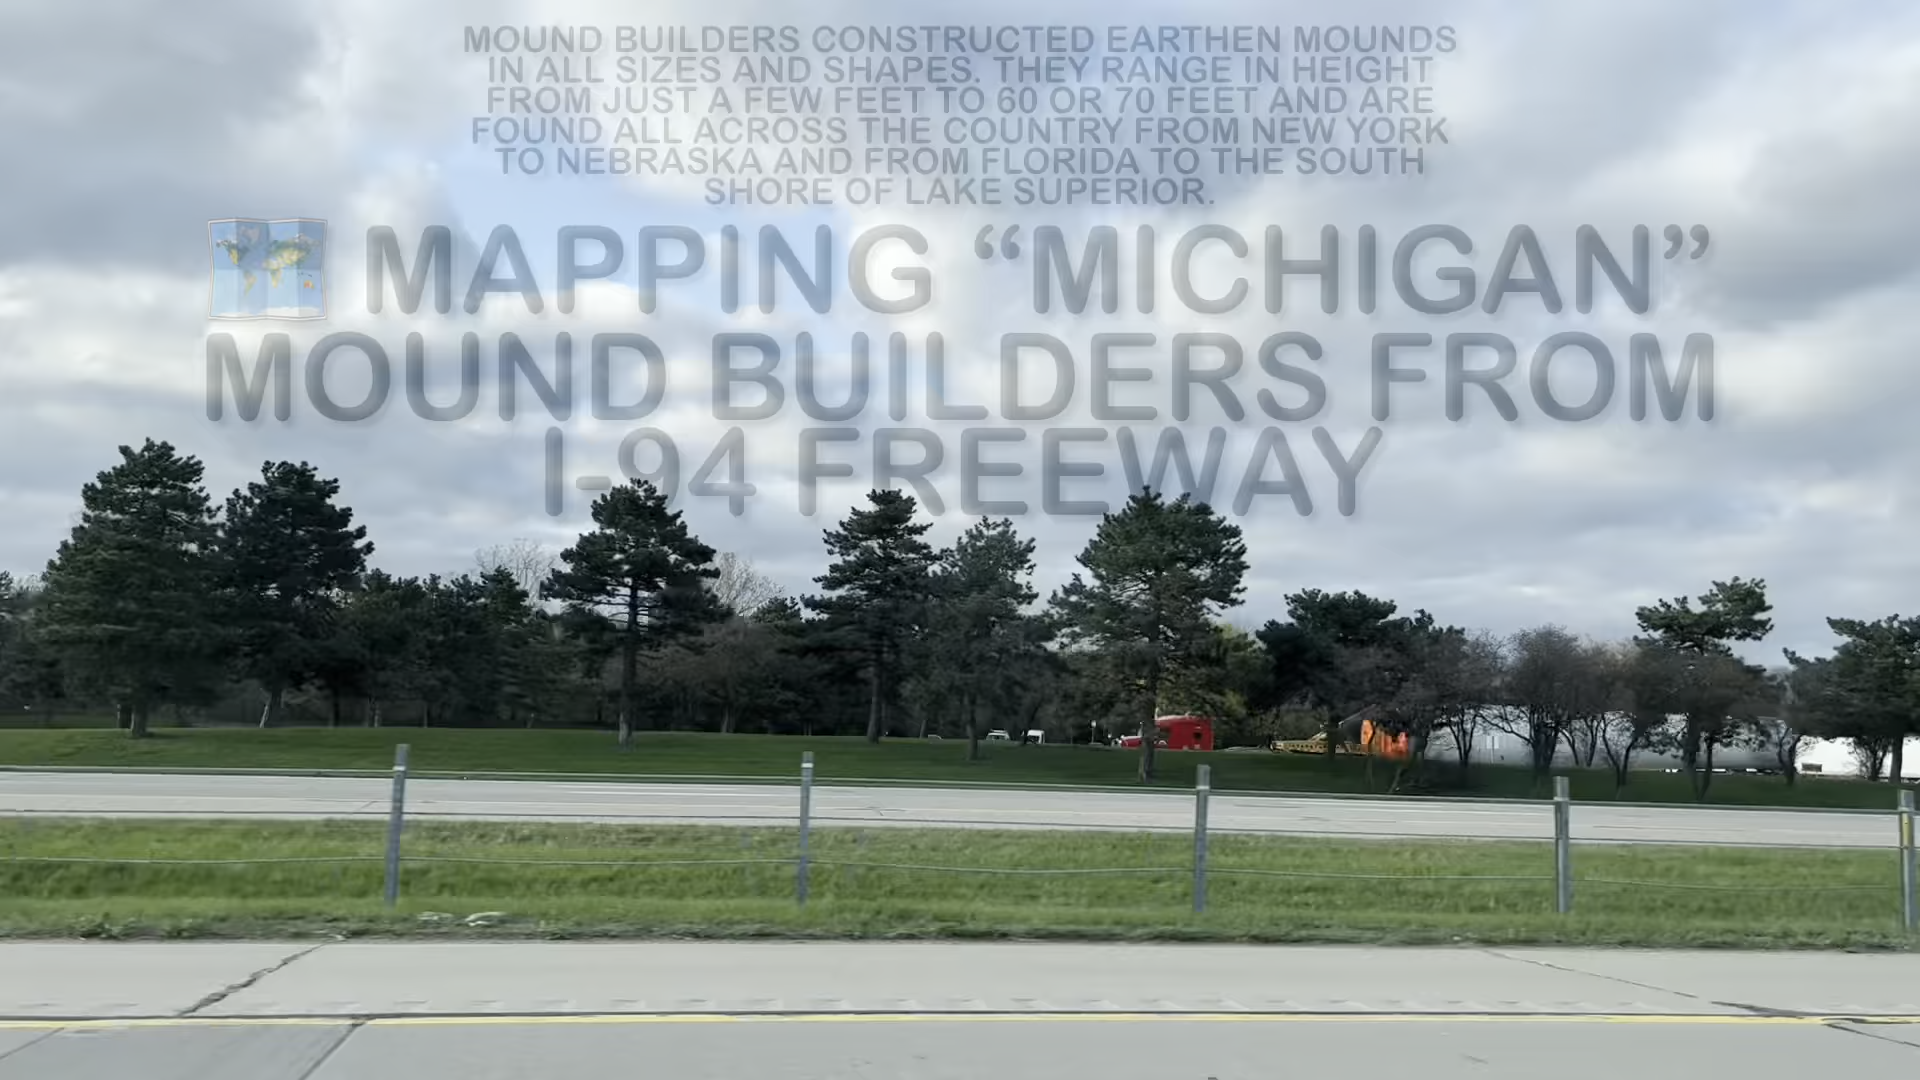 MOUND BUILDERS CONSTRUCTED EARTHEN MOUNDS
IN ALL SIZES AND SHAPES. THEY RANGE IN HEIGHT
FROM JUST A FEW FEET TO 60 OR 70 FEET AND ARE
FOUND ALL ACROSS THE COUNTRY FROM NEW YORK
TO NEBRASKA AND FROM FLORIDA TO THE SOUTH
SHORE OF LAKE SUPERIOR.
MAPPING “MICHIGAN”
MOUND BUILDERS FROM
I-94 FREEWAY